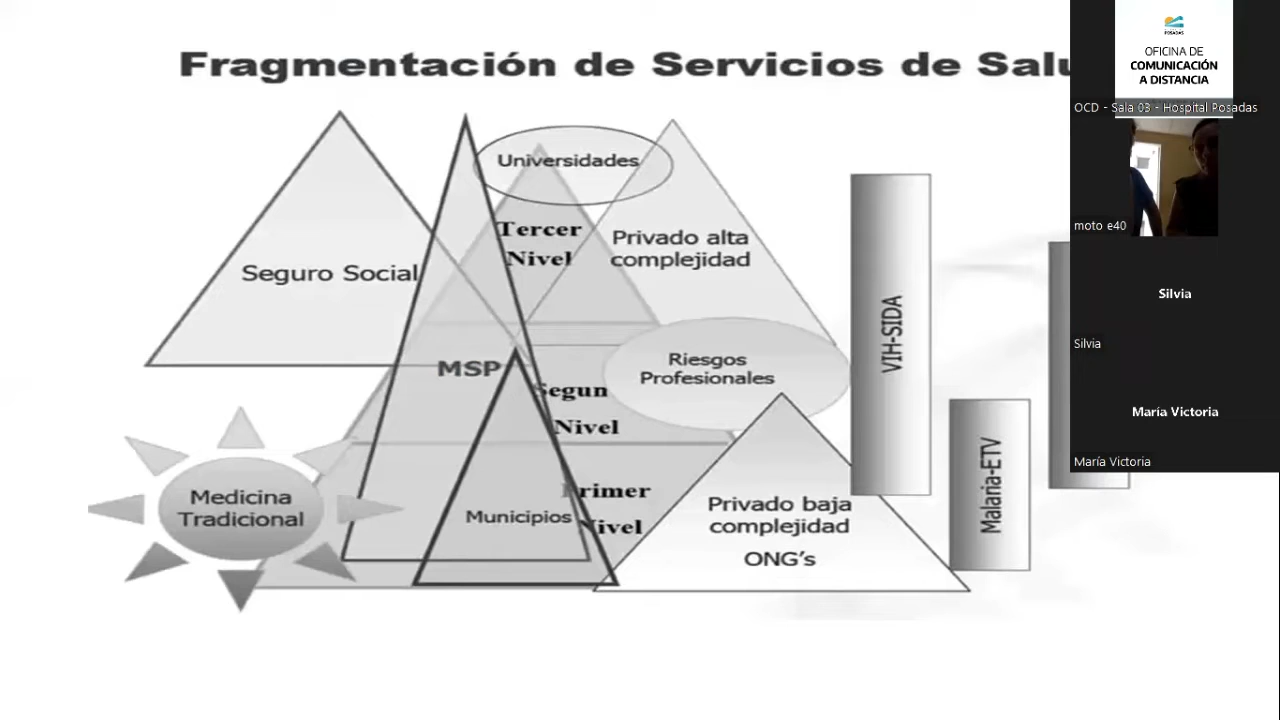 Fragmentación de Servicios de Salu
Universidades
Tercer
Nivel
Privado alta
complejidad
Seguro Social
VIH-SIDA
MSP
Riesgos
Profesionales
Segun
Nivel
Medicina
Tradicional
Municipios
rimer
Nivel
Privado baja
complejidad
ONG's
Malaria-ETV
POSADAS
OFICINA DE
COMUNICACIÓN
A DISTANCIA
OCD - Sala 03 - Hospital Posadas
moto e40
Silvia
Silvia
María Victoria
María Victoria